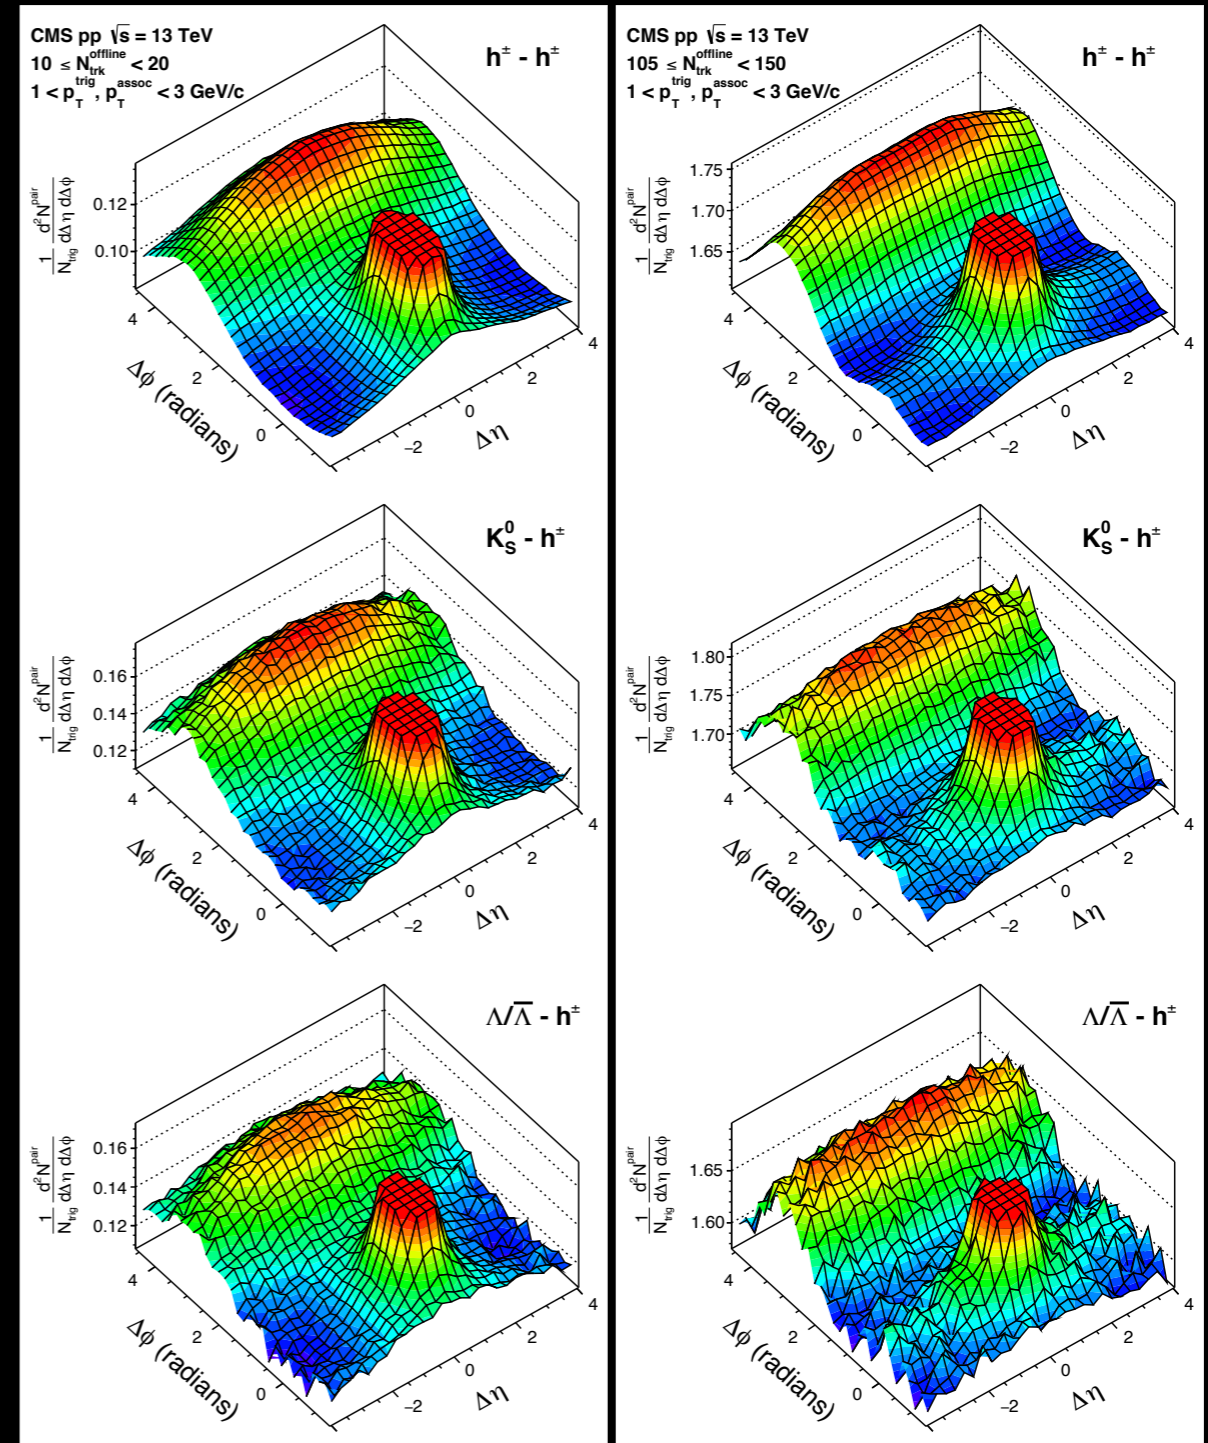 CMS pp √s = 13 TeV
10 ≤ N_trk^offline < 20
1 < p_T^trig, p_T^assoc < 3 GeV/c
h± - h±
1/N_trig d²N^pair/dΔη dΔφ
0.12
0.10
4
2
0
Δφ (radians)
−2
0
2
4
Δη
CMS pp √s = 13 TeV
105 ≤ N_trk^offline < 150
1 < p_T^trig, p_T^assoc < 3 GeV/c
h± - h±
1/N_trig d²N^pair/dΔη dΔφ
1.75
1.70
1.65
4
2
0
Δφ (radians)
−2
0
2
4
Δη
K_S^0 - h±
1/N_trig d²N^pair/dΔη dΔφ
0.16
0.14
0.12
4
2
0
Δφ (radians)
−2
0
2
4
Δη
K_S^0 - h±
1/N_trig d²N^pair/dΔη dΔφ
1.80
1.75
1.70
4
2
0
Δφ (radians)
−2
0
2
4
Δη
Λ/Λ̅ - h±
1/N_trig d²N^pair/dΔη dΔφ
0.16
0.14
0.12
4
2
0
Δφ (radians)
−2
0
2
4
Δη
Λ/Λ̅ - h±
1/N_trig d²N^pair/dΔη dΔφ
1.65
1.60
4
2
0
Δφ (radians)
−2
0
2
4
Δη